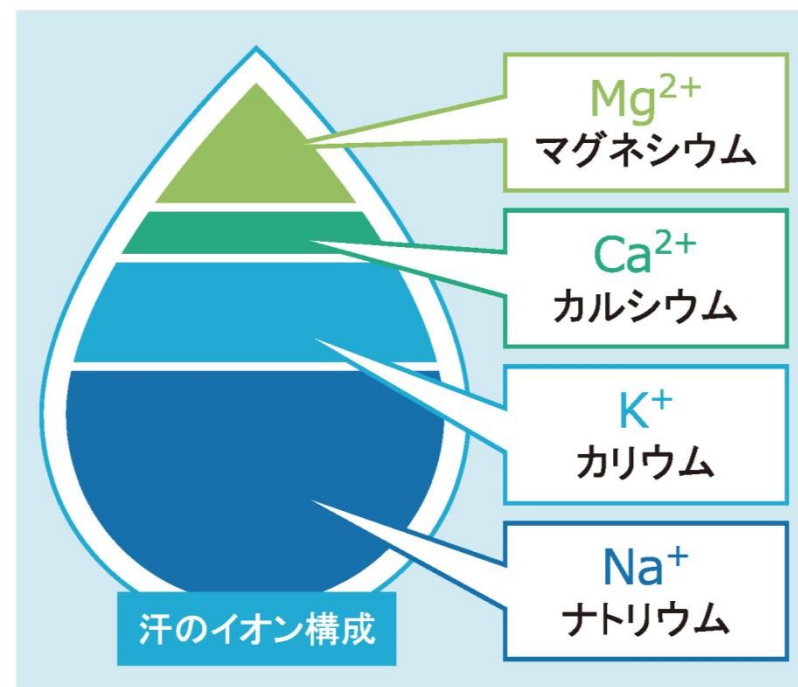 Mg²⁺
マグネシウム
Ca²⁺
カルシウム
K⁺
カリウム
Na⁺
ナトリウム
汗のイオン構成